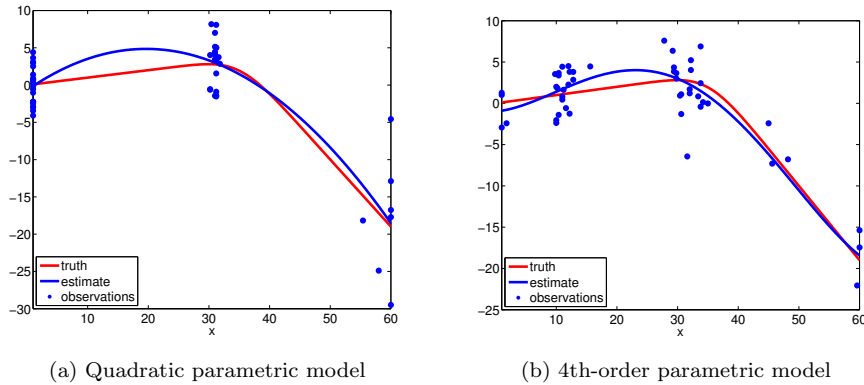 10
5
0
−5
−10
−15
−20
−25
−30
10 20 30 40 50 60
x
truth
estimate
observations
(a) Quadratic parametric model
10
5
0
−5
−10
−15
−20
−25
10 20 30 40 50 60
x
truth
estimate
observations
(b) 4th-order parametric model